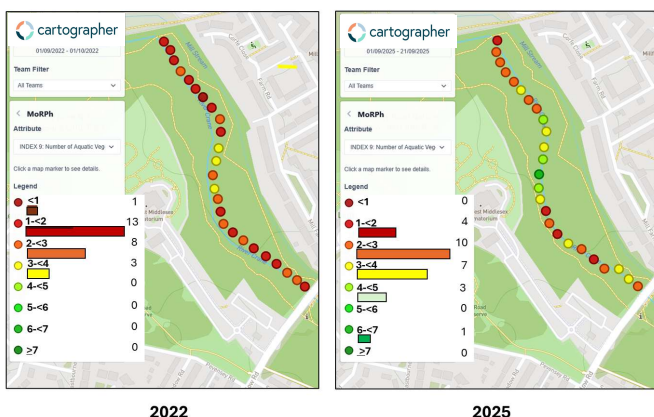 cartographer
01/09/2022 - 01/10/2022
Team Filter
All Teams
MoRPh
Attribute
INDEX 9: Number of Aquatic Veg
Click a map marker to see details.
Legend
<1 1
1-<2 13
2-<3 8
3-<4 3
4-<5 0
5-<6 0
6-<7 0
≥7 0
Mill Stream
Farm Rd
2022
cartographer
01/09/2025 - 21/09/2025
Team Filter
All Teams
MoRPh
Attribute
INDEX 9: Number of Aquatic Veg
Click a map marker to see details.
Legend
<1 0
1-<2 4
2-<3 10
3-<4 7
4-<5 3
5-<6 0
6-<7 1
≥7 0
Mill Stream
Farm Rd
2025